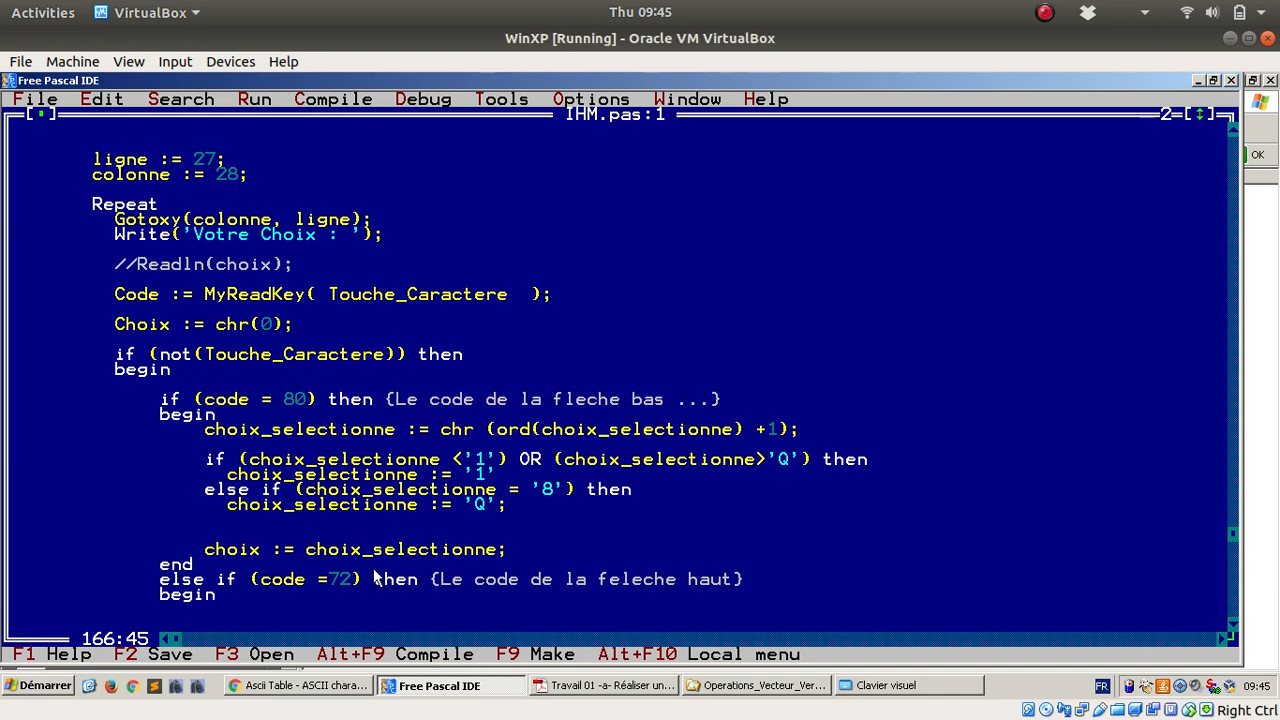 Activities VirtualBox Thu 09:45
WinXP [Running] - Oracle VM VirtualBox
File Machine View Input Devices Help
Free Pascal IDE
File Edit Search Run Compile Debug Tools Options Window Help
IHM.pas:1 2
ligne := 27;
colonne := 28;
Repeat
Gotoxy(colonne, ligne);
Write('Votre Choix : ');
//Readln(choix);
Code := MyReadKey( Touche_Caractere );
Choix := chr(0);
if (not(Touche_Caractere)) then
begin
if (code = 80) then {Le code de la fleche bas ...}
begin
choix_selectionne := chr (ord(choix_selectionne) +1);
if (choix_selectionne <'1') OR (choix_selectionne>'Q') then
choix_selectionne := '1'
else if (choix_selectionne = '8') then
choix_selectionne := 'Q';
choix := choix_selectionne;
end
else if (code =72) then {Le code de la feleche haut}
begin
166:45
F1 Help F2 Save F3 Open Alt+F9 Compile F9 Make Alt+F10 Local menu
OK
Démarrer Ascii Table - ASCII chara... Free Pascal IDE Travail 01 -a- Réaliser un... Operations_Vecteur_Ver... Clavier visuel FR 09:45
Right Ctrl